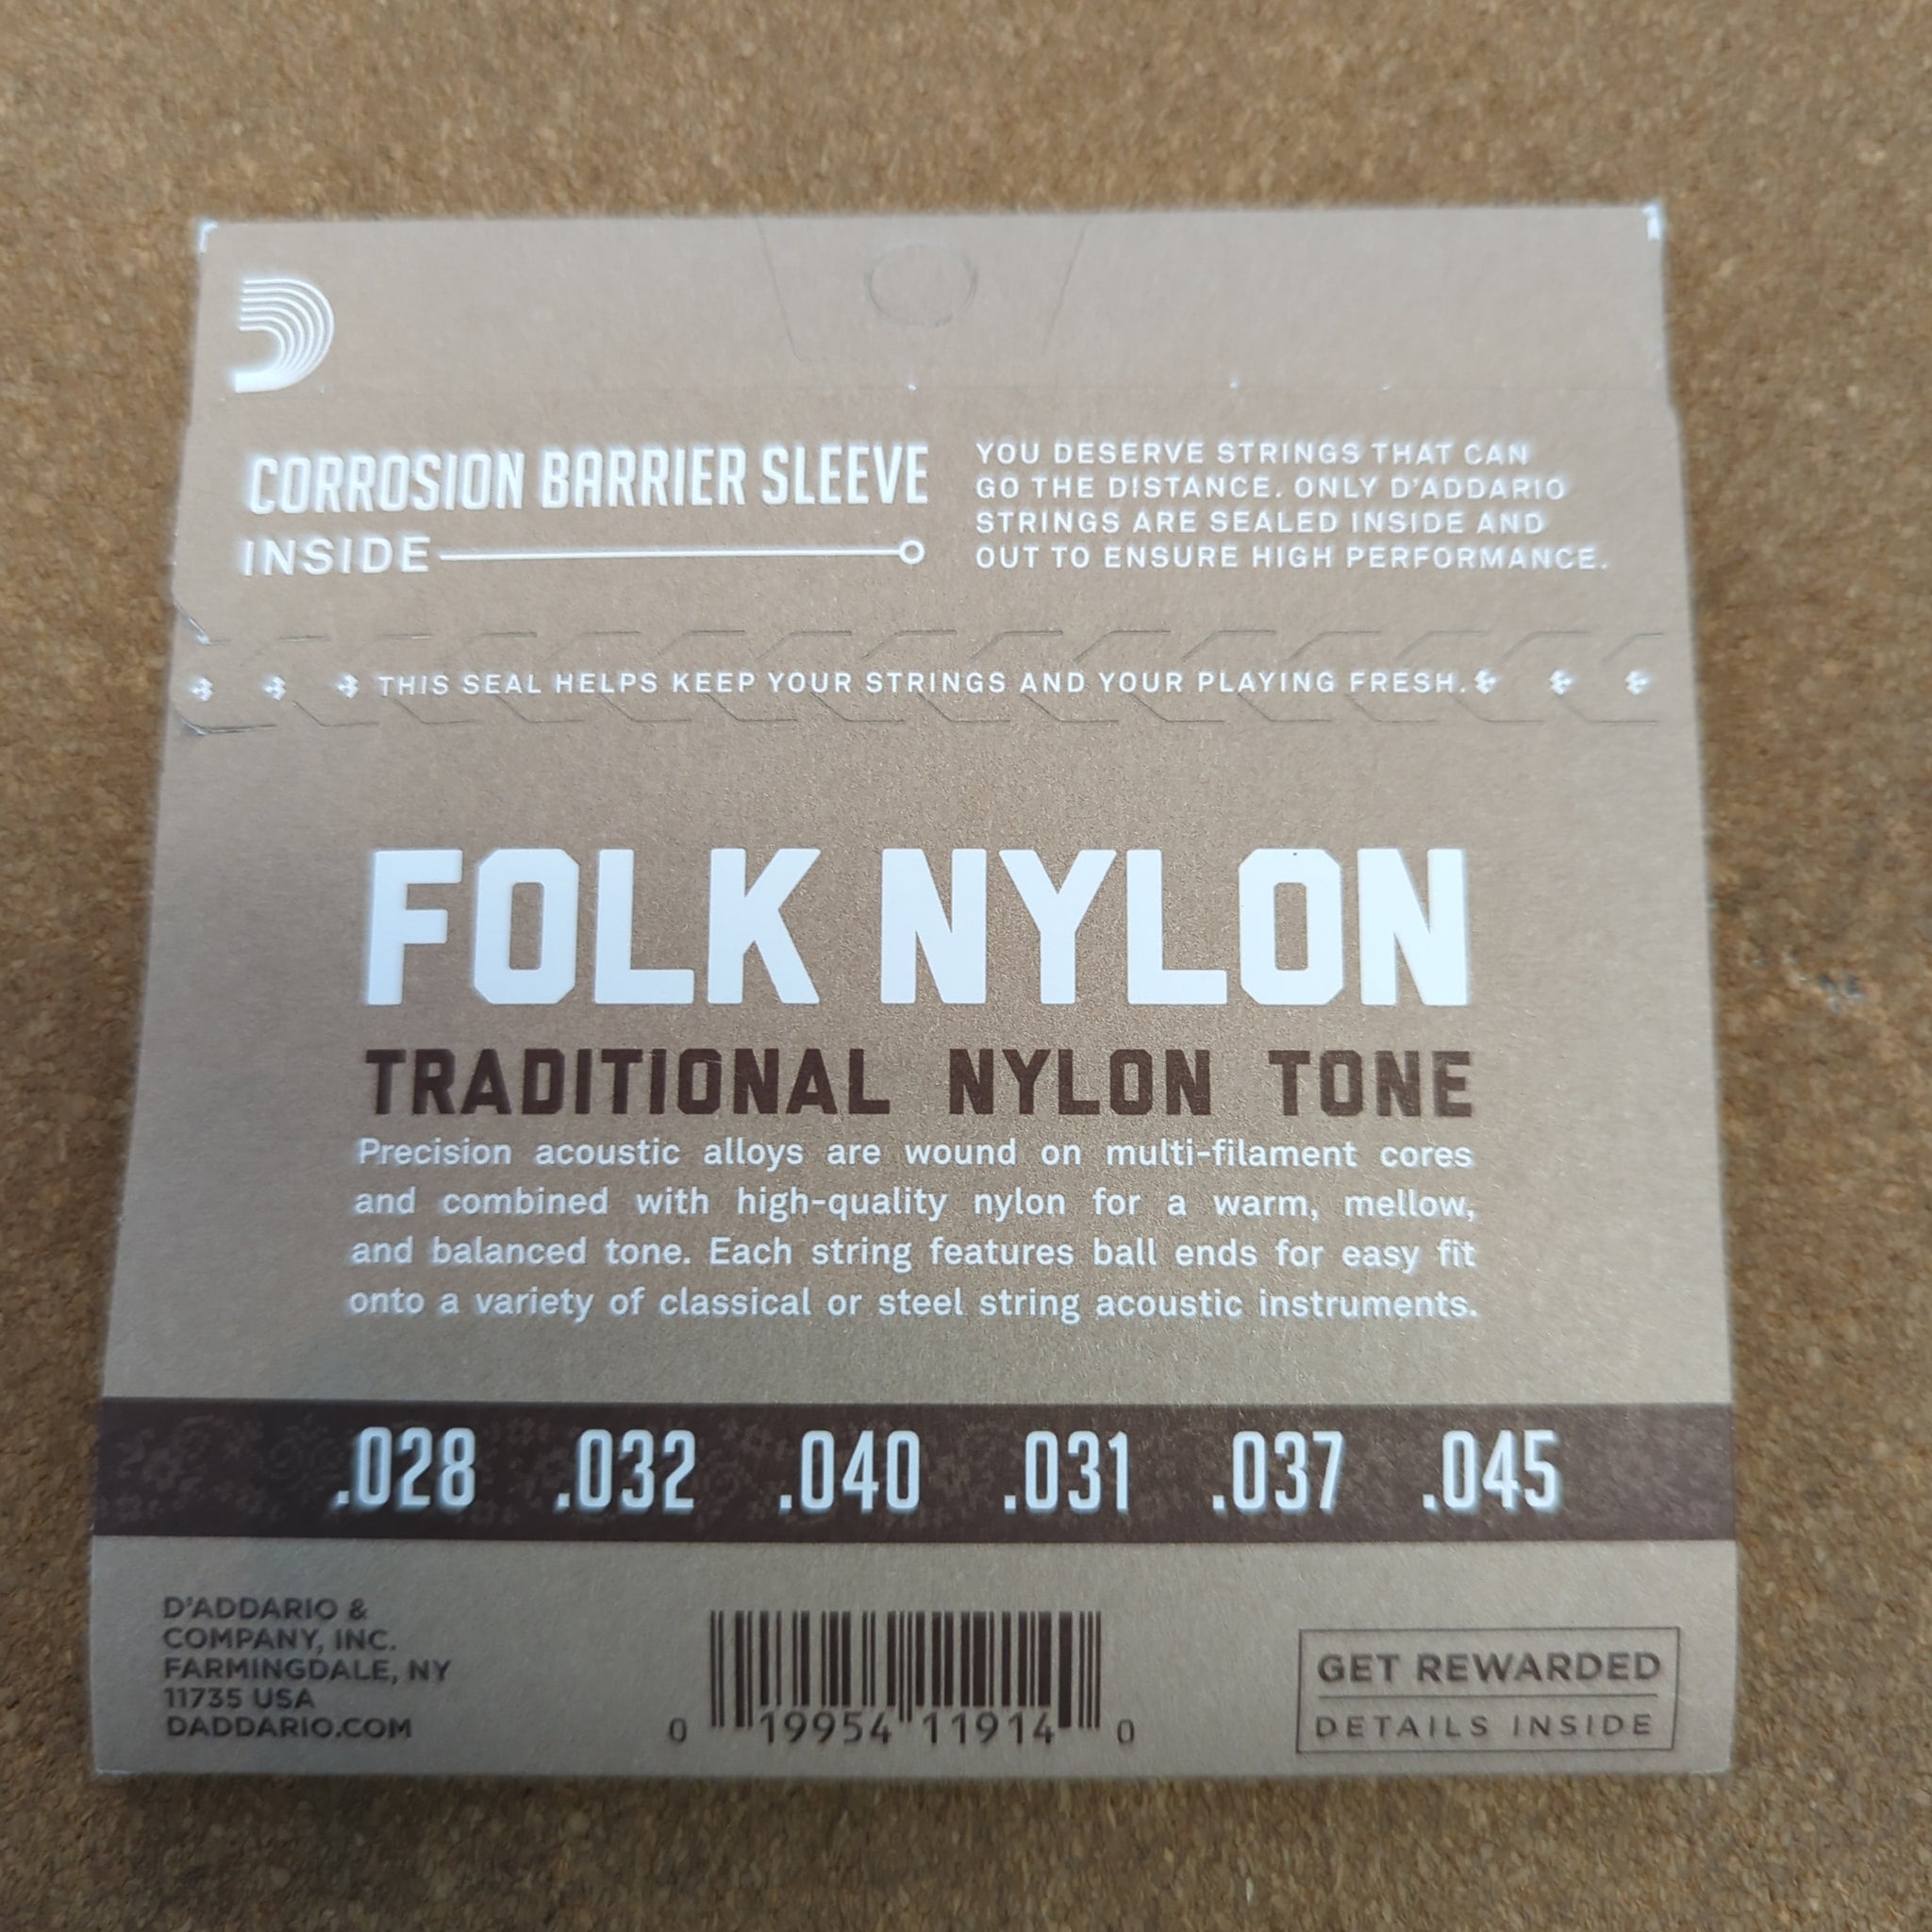 CORROSION BARRIER SLEEVE
INSIDE
YOU DESERVE STRINGS THAT CAN
GO THE DISTANCE. ONLY D'ADDARIO
STRINGS ARE SEALED INSIDE AND
OUT TO ENSURE HIGH PERFORMANCE.
THIS SEAL HELPS KEEP YOUR STRINGS AND YOUR PLAYING FRESH.
FOLK NYLON
TRADITIONAL NYLON TONE
Precision acoustic alloys are wound on multi-filament cores
and combined with high-quality nylon for a warm, mellow,
and balanced tone. Each string features ball ends for easy fit
onto a variety of classical or steel string acoustic instruments.
.028 .032 .040 .031 .037 .045
D'ADDARIO &
COMPANY, INC.
FARMINGDALE, NY
11735 USA
DADDARIO.COM
0 19954 11914 0
GET REWARDED
DETAILS INSIDE